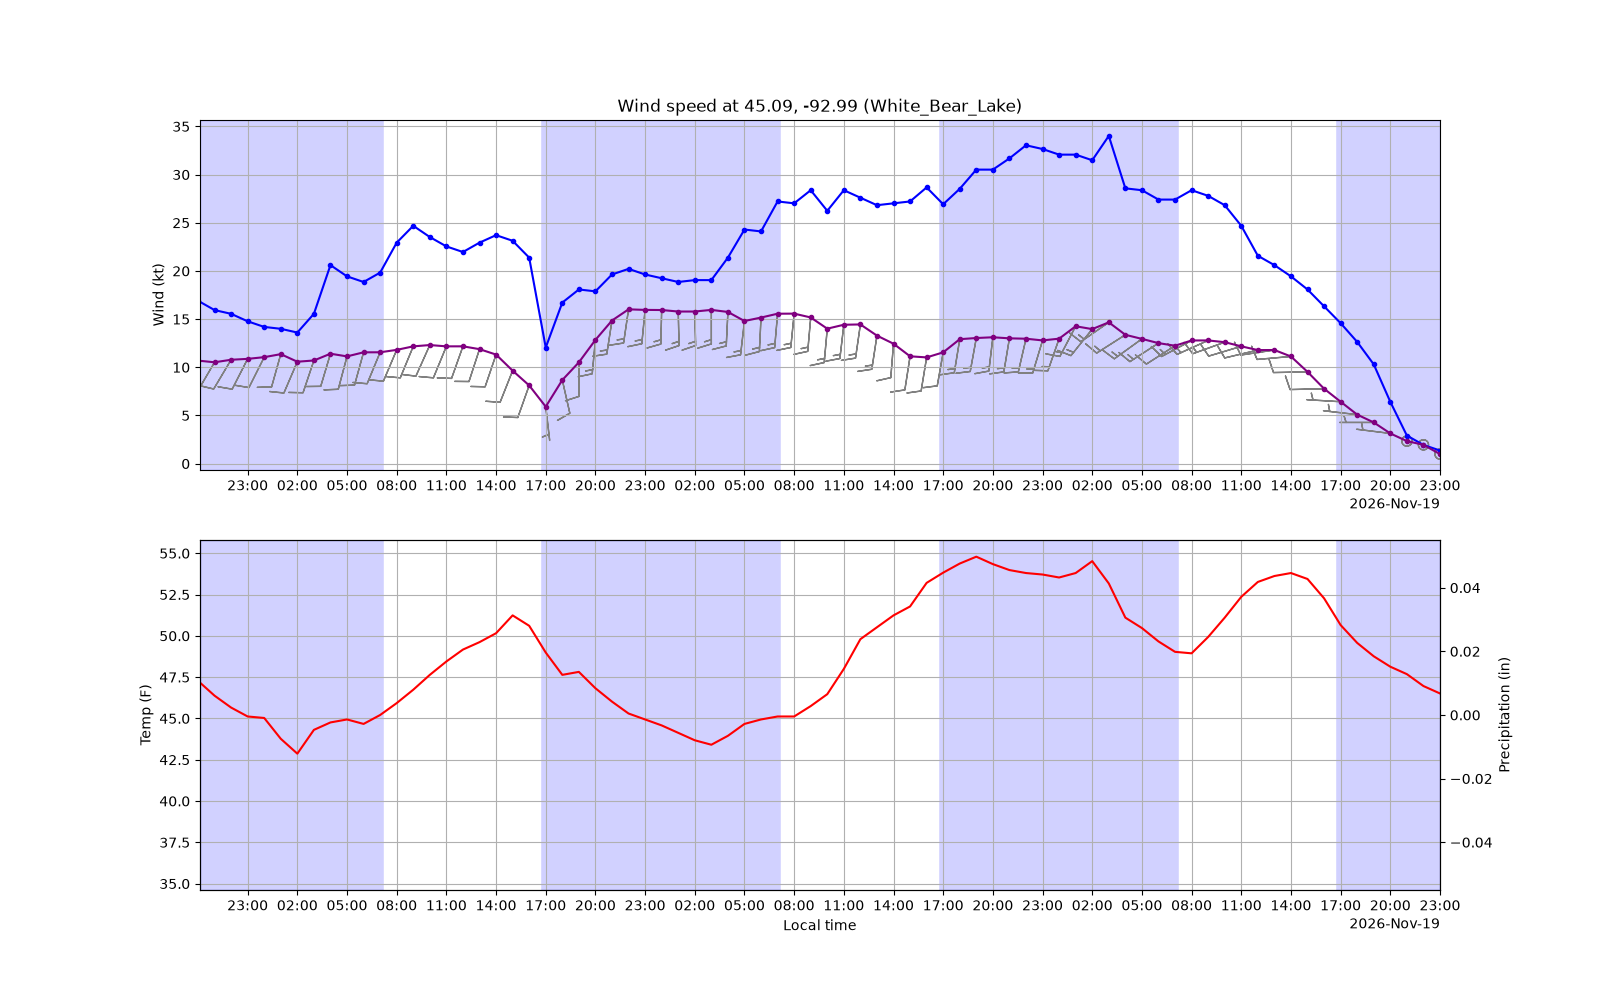 Wind speed at 45.09, -92.99 (White_Bear_Lake)
35
30
25
20
15
10
5
0
Wind (kt)
23:00 02:00 05:00 08:00 11:00 14:00 17:00 20:00 23:00 02:00 05:00 08:00 11:00 14:00 17:00 20:00 23:00 02:00 05:00 08:00 11:00 14:00 17:00 20:00 23:00
2026-Nov-19
55.0
52.5
50.0
47.5
45.0
42.5
40.0
37.5
35.0
Temp (F)
0.04
0.02
0.00
−0.02
−0.04
Precipitation (in)
23:00 02:00 05:00 08:00 11:00 14:00 17:00 20:00 23:00 02:00 05:00 08:00 11:00 14:00 17:00 20:00 23:00 02:00 05:00 08:00 11:00 14:00 17:00 20:00 23:00
Local time
2026-Nov-19